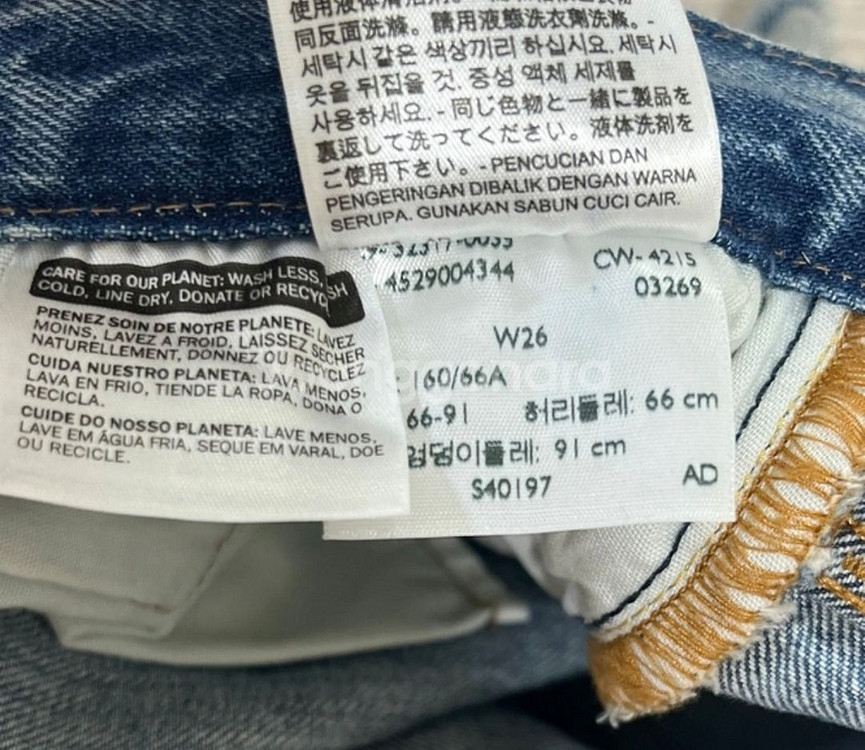 同反面洗滌。請用液態洗衣劑洗滌。-
세탁시 같은 색상끼리 하십시요. 세탁시
옷을 뒤집을 것. 중성 액체 세제를
사용하세요. - 同じ色物と一緒に製品を
裏返して洗ってください。液体洗剤を
ご使用下さい。-PENCUCIAN DAN
PENGERINGAN DIBALIK DENGAN WARNA
SERUPA. GUNAKAN SABUN CUCI CAIR.
CARE FOR OUR PLANET: WASH LESS, WASH
COLD, LINE DRY, DONATE OR RECYC
PRENEZ SOIN DE NOTRE PLANETE: LAVEZ
MOINS, LAVEZ A FROID, LAISSEZ SECHER
NATURELLEMENT, DONNEZ OU RECYCLEZ
CUIDA NUESTRO PLANETA: LAVA MENOS,
LAVA EN FRIO, TIENDE LA ROPA, DONA O
RECICLA.
CUIDE DO NOSSO PLANETA: LAVE MENOS,
LAVE EM ÁGUA FRIA, SEQUE EM VARAL, DOE
OU RECICLE.
4529004344
CW-4215
03269
W26
160/66A
66-91 허리둘레: 66 cm
엉덩이둘레: 91 cm
S40197 AD